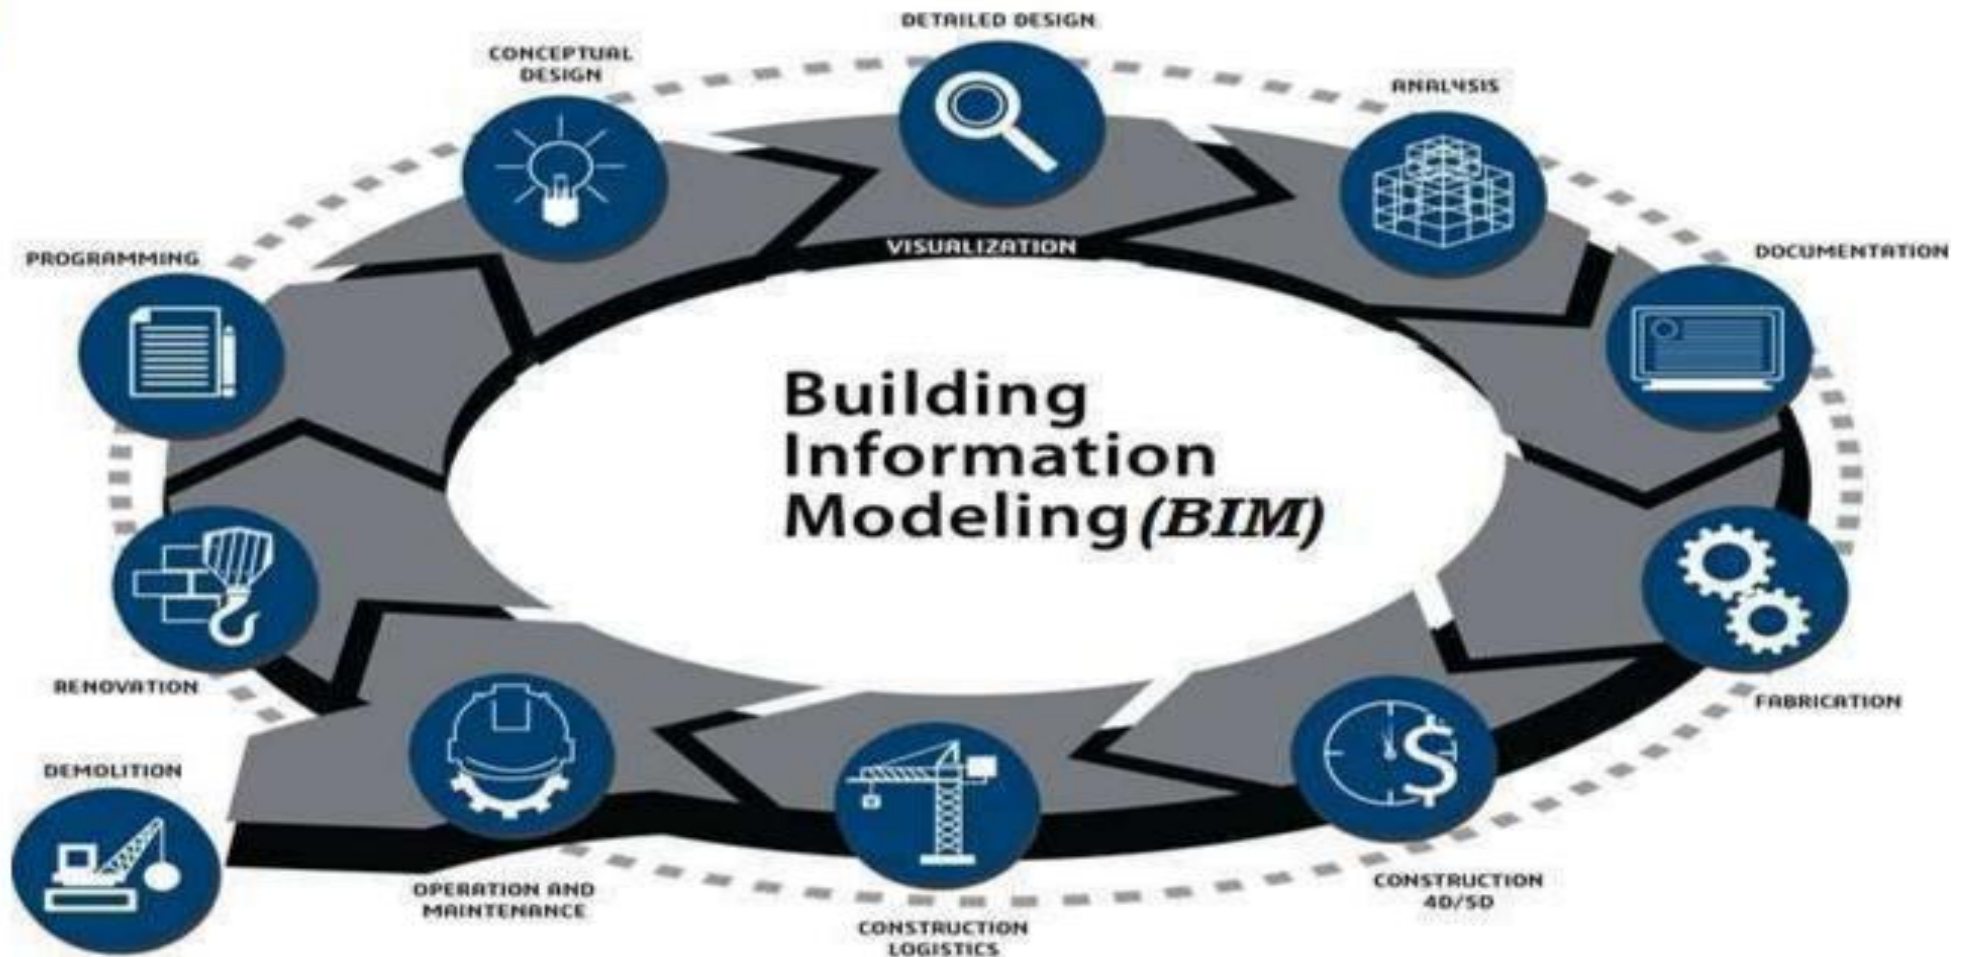 DETAILED DESIGN
CONCEPTUAL
DESIGN
ANALYSIS
PROGRAMMING
VISUALIZATION
DOCUMENTATION
Building
Information
Modeling (BIM)
RENOVATION
FABRICATION
DEMOLITION
OPERATION AND
MAINTENANCE
CONSTRUCTION
4D/5D
CONSTRUCTION
LOGISTICS
$